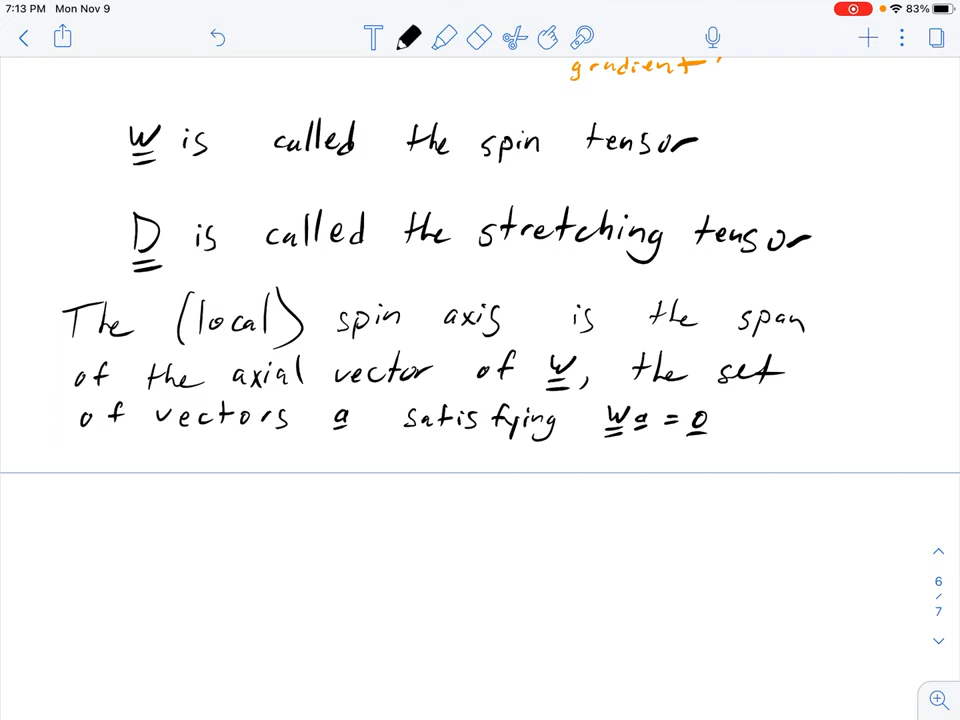 7:13 PM Mon Nov 9
83%
gradient
W is called the spin tensor
D is called the stretching tensor
The (local) spin axis is the span
of the axial vector of W, the set
of vectors a satisfying Wa = 0
6
/
7